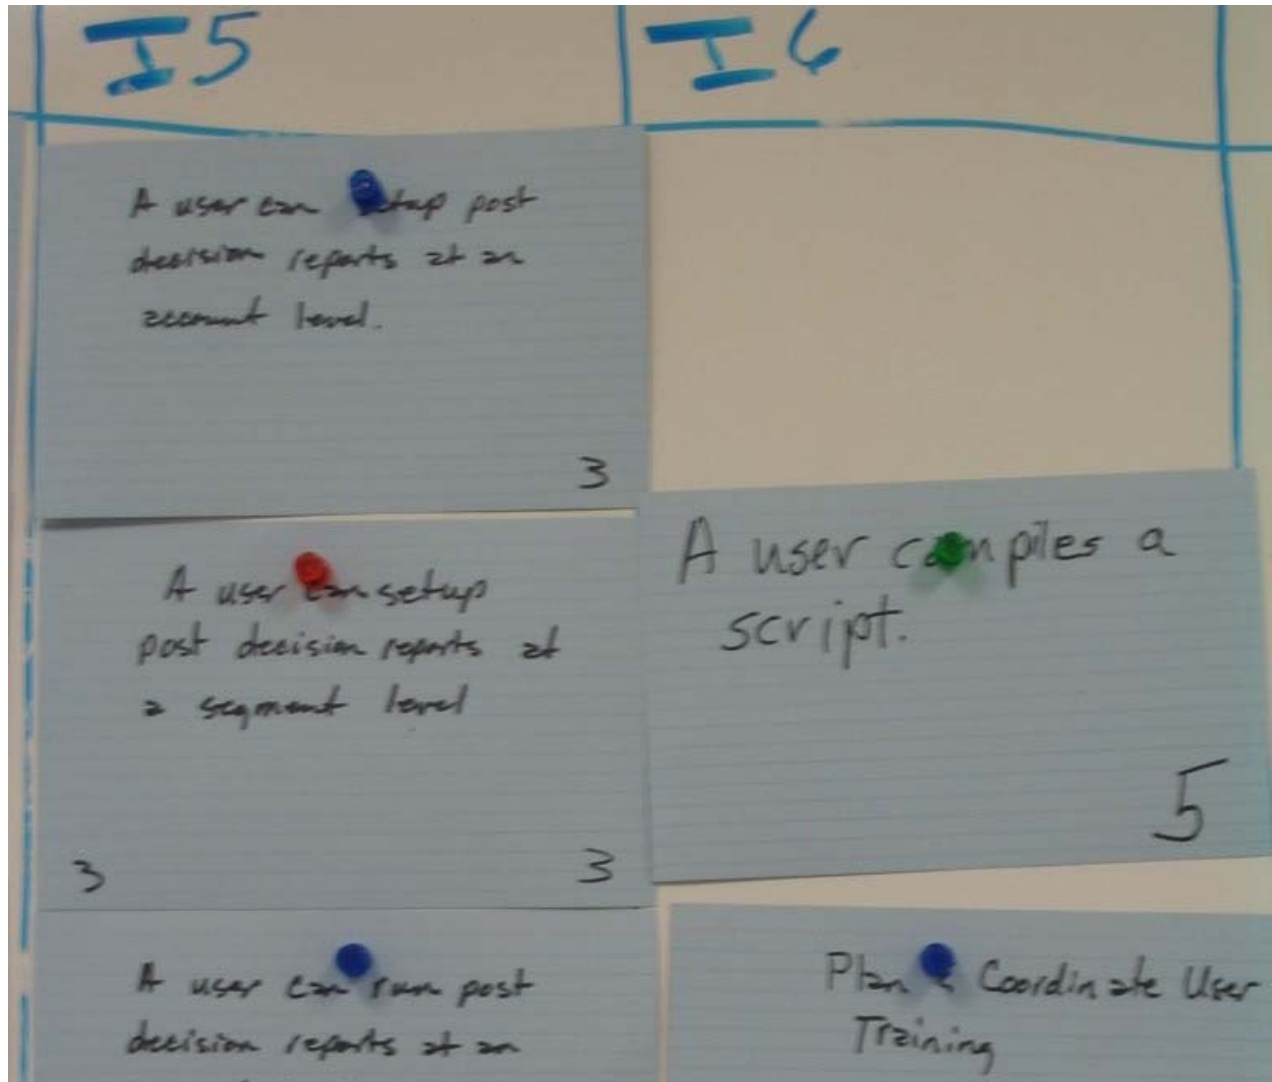 I5
I6
A user can setup post
decision reports at an
account level.
3
A user can setup
post decision reports at
a segment level
3
3
A user compiles a
script.
5
A user can run post
decision reports at an
Plan & Coordinate User
Training